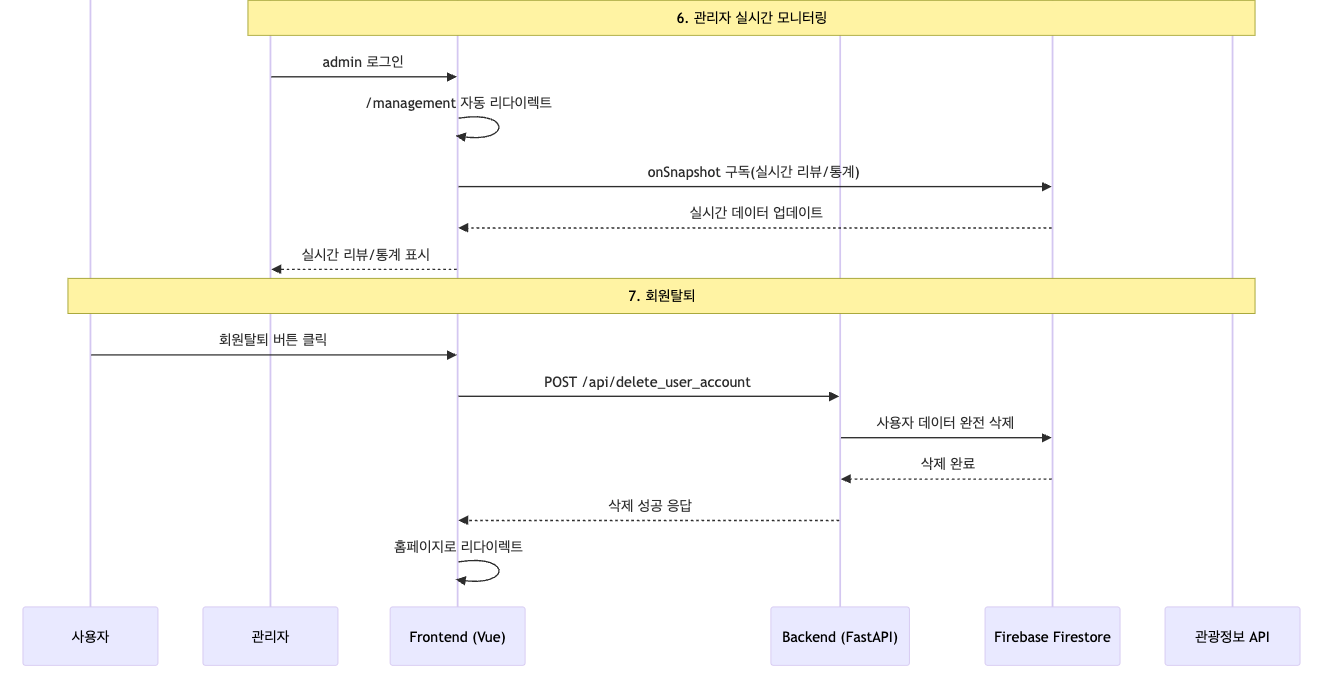 6. 관리자 실시간 모니터링
admin 로그인
/management 자동 리다이렉트
onSnapshot 구독(실시간 리뷰/통계)
실시간 데이터 업데이트
실시간 리뷰/통계 표시
7. 회원탈퇴
회원탈퇴 버튼 클릭
POST /api/delete_user_account
사용자 데이터 완전 삭제
삭제 완료
삭제 성공 응답
홈페이지로 리다이렉트
사용자
관리자
Frontend (Vue)
Backend (FastAPI)
Firebase Firestore
관광정보 API